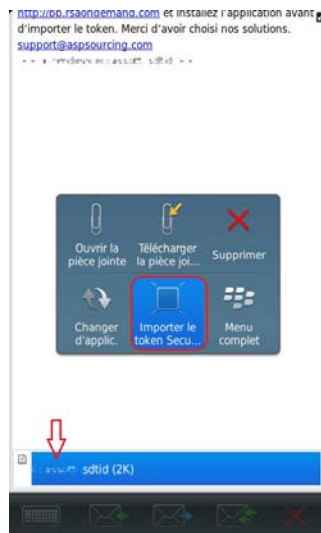 http://bb.rsaondemand.com et installez l'application avant
d'importer le token. Merci d'avoir choisi nos solutions.
support@aspsourcing.com
Ouvrir la
pièce jointe
Télécharger
la pièce joi...
Supprimer
Changer
d'applic.
Importer le
token Secu...
Menu
complet
sdtid (2K)